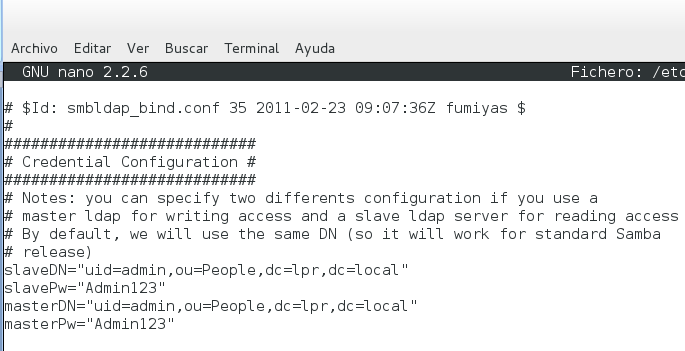 Archivo Editar Ver Buscar Terminal Ayuda
GNU nano 2.2.6 Fichero: /etc
# $Id: smbldap_bind.conf 35 2011-02-23 09:07:36Z fumiyas $
#
############################
# Credential Configuration #
############################
# Notes: you can specify two differents configuration if you use a
# master ldap for writing access and a slave ldap server for reading access
# By default, we will use the same DN (so it will work for standard Samba
# release)
slaveDN="uid=admin,ou=People,dc=lpr,dc=local"
slavePw="Admin123"
masterDN="uid=admin,ou=People,dc=lpr,dc=local"
masterPw="Admin123"